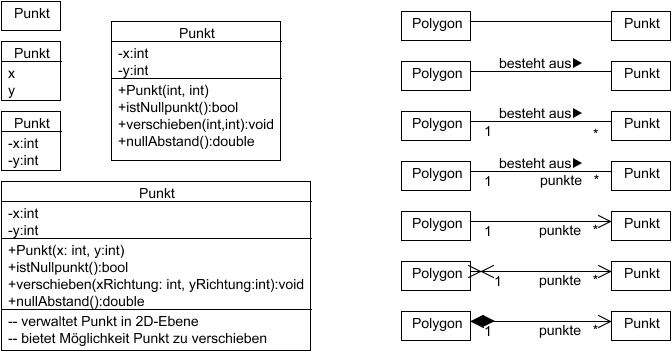 Punkt
Punkt
x
y
Punkt
-x:int
-y:int
Punkt
-x:int
-y:int
+Punkt(int, int)
+istNullpunkt():bool
+verschieben(int,int):void
+nullAbstand():double
Punkt
-x:int
-y:int
+Punkt(x: int, y:int)
+istNullpunkt():bool
+verschieben(xRichtung: int, yRichtung:int):void
+nullAbstand():double
-- verwaltet Punkt in 2D-Ebene
-- bietet Möglichkeit Punkt zu verschieben
Polygon Punkt
besteht aus▶
Polygon Punkt
besteht aus▶
Polygon Punkt
1 *
besteht aus▶
Polygon Punkt
1 punkte *
Polygon Punkt
1 punkte *
Polygon Punkt
1 punkte *
Polygon Punkt
1 punkte *